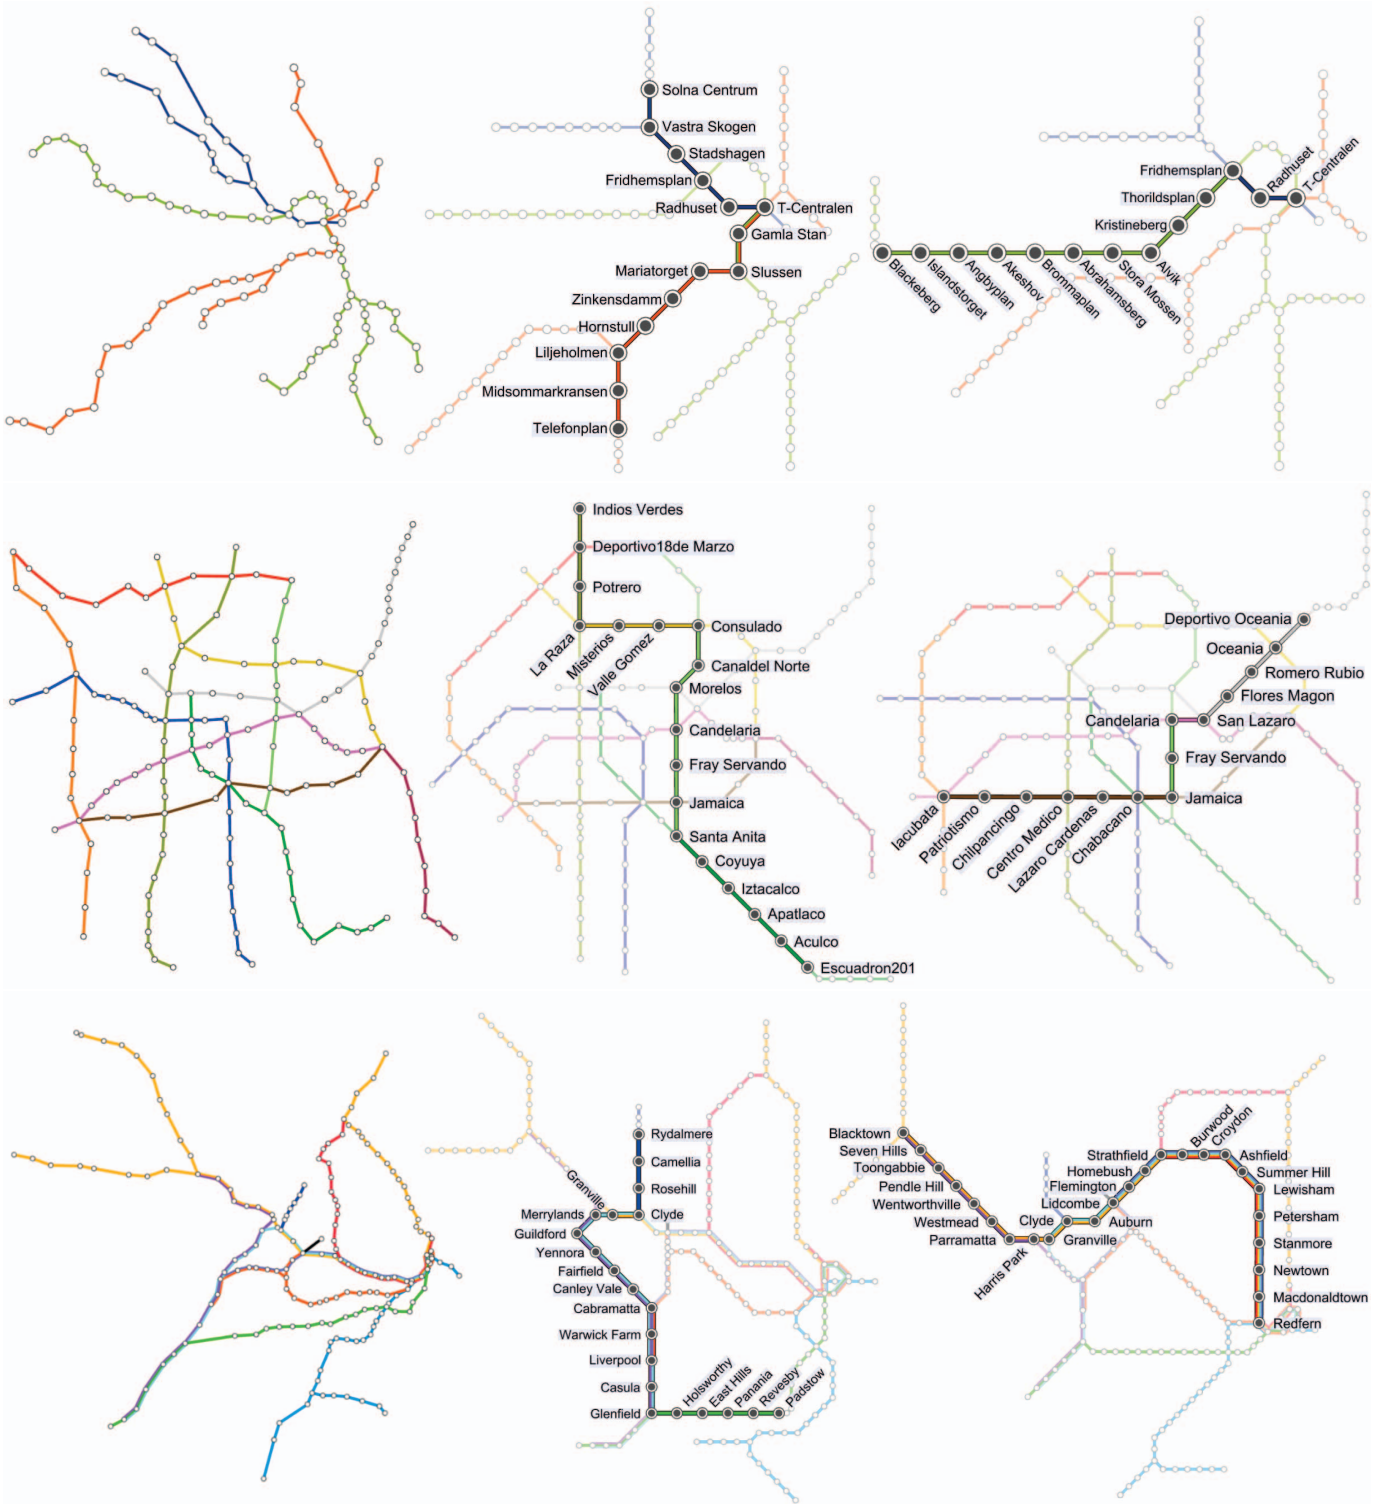 Solna Centrum
Vastra Skogen
Stadshagen
Fridhemsplan
Radhuset
T-Centralen
Gamla Stan
Mariatorget
Slussen
Zinkensdamm
Hornstull
Liljeholmen
Midsommarkransen
Telefonplan
Fridhemsplan
Radhuset
T-Centralen
Thorildsplan
Kristineberg
Blackeberg
Islandstorget
Angbyplan
Akeshov
Brommaplan
Abrahamsberg
Stora Mossen
Alvik
Indios Verdes
Deportivo18de Marzo
Potrero
La Raza
Misterios
Valle Gomez
Consulado
Canaldel Norte
Morelos
Candelaria
Fray Servando
Jamaica
Santa Anita
Coyuya
Iztacalco
Apatlaco
Aculco
Escuadron201
Deportivo Oceania
Oceania
Romero Rubio
Flores Magon
Candelaria
San Lazaro
Fray Servando
Jamaica
Iacubata
Patriotismo
Chilpancingo
Centro Medico
Lazaro Cardenas
Chabacano
Rydalmere
Camellia
Rosehill
Granville
Merrylands
Clyde
Guildford
Yennora
Fairfield
Canley Vale
Cabramatta
Warwick Farm
Liverpool
Casula
Glenfield
Holsworthy
East Hills
Panania
Revesby
Padstow
Blacktown
Seven Hills
Toongabbie
Pendle Hill
Wentworthville
Westmead
Parramatta
Harris Park
Granville
Clyde
Auburn
Lidcombe
Flemington
Homebush
Strathfield
Burwood
Croydon
Ashfield
Summer Hill
Lewisham
Petersham
Stanmore
Newtown
Macdonaldtown
Redfern